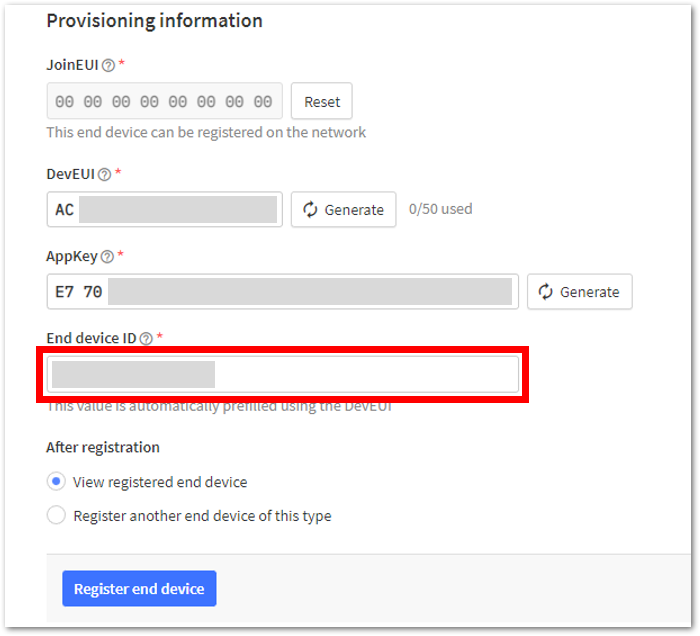 Provisioning information
JoinEUI *
00 00 00 00 00 00 00 00 Reset
This end device can be registered on the network
DevEUI *
AC Generate 0/50 used
AppKey *
E7 70 Generate
End device ID *
This value is automatically prefilled using the DevEUI
After registration
View registered end device
Register another end device of this type
Register end device